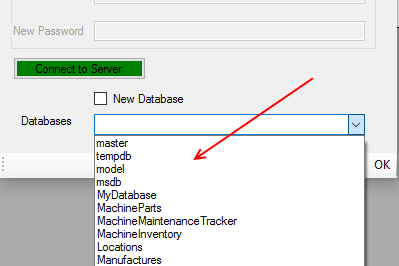 New Password
Connect to Server
New Database
Databases
master
tempdb
model
msdb
MyDatabase
MachineParts
MachineMaintenanceTracker
MachineInventory
Locations
Manufactures
OK